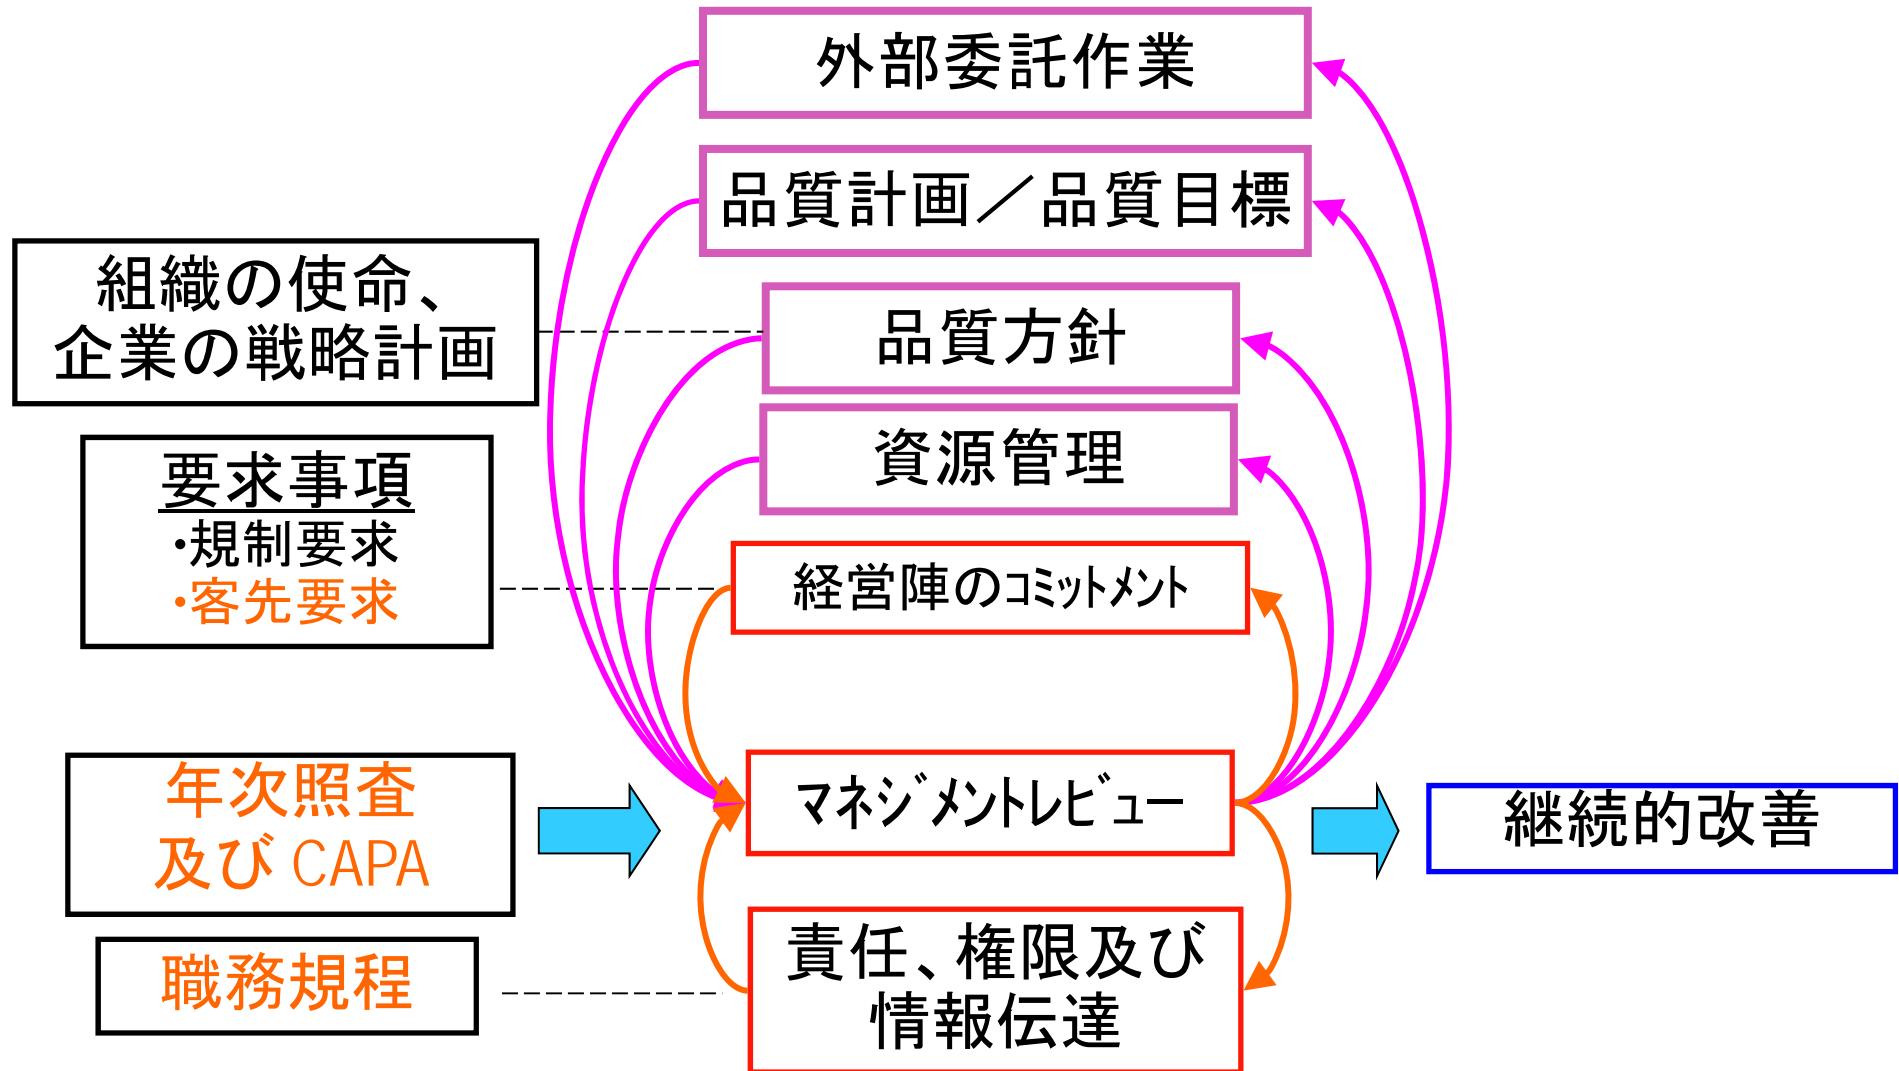 外部委託作業
品質計画／品質目標
組織の使命、
企業の戦略計画
品質方針
資源管理
要求事項
・規制要求
・客先要求
経営陣のｺﾐｯﾄﾒﾝﾄ
年次照査
及び CAPA
ﾏﾈｼﾞﾒﾝﾄﾚﾋﾞｭｰ
継続的改善
職務規程
責任、権限及び
情報伝達